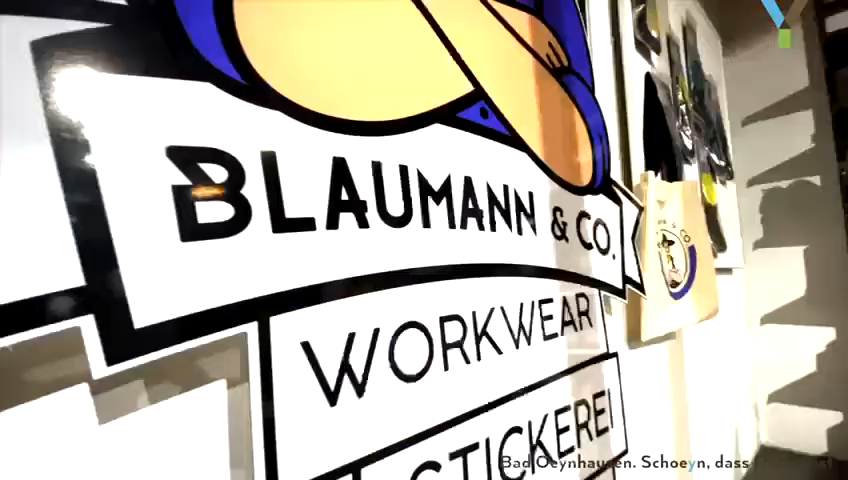 BLAUMANN & CO.
WORKWEAR
STICKEREI
Bad Oeynhausen. Schoeyn, dass